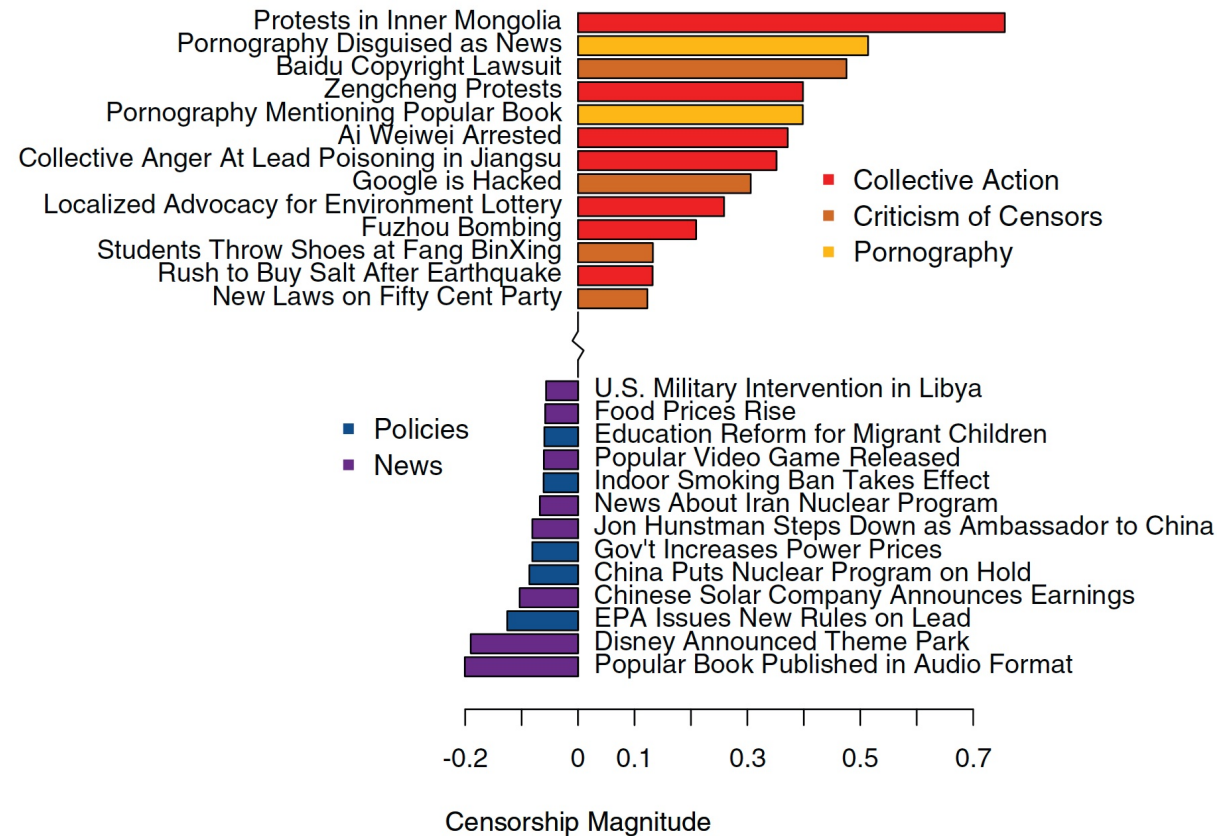 Protests in Inner Mongolia
Pornography Disguised as News
Baidu Copyright Lawsuit
Zengcheng Protests
Pornography Mentioning Popular Book
Ai Weiwei Arrested
Collective Anger At Lead Poisoning in Jiangsu
Google is Hacked
Localized Advocacy for Environment Lottery
Fuzhou Bombing
Students Throw Shoes at Fang BinXing
Rush to Buy Salt After Earthquake
New Laws on Fifty Cent Party
Collective Action
Criticism of Censors
Pornography
Policies
News
U.S. Military Intervention in Libya
Food Prices Rise
Education Reform for Migrant Children
Popular Video Game Released
Indoor Smoking Ban Takes Effect
News About Iran Nuclear Program
Jon Hunstman Steps Down as Ambassador to China
Gov't Increases Power Prices
China Puts Nuclear Program on Hold
Chinese Solar Company Announces Earnings
EPA Issues New Rules on Lead
Disney Announced Theme Park
Popular Book Published in Audio Format
-0.2 0 0.1 0.3 0.5 0.7
Censorship Magnitude